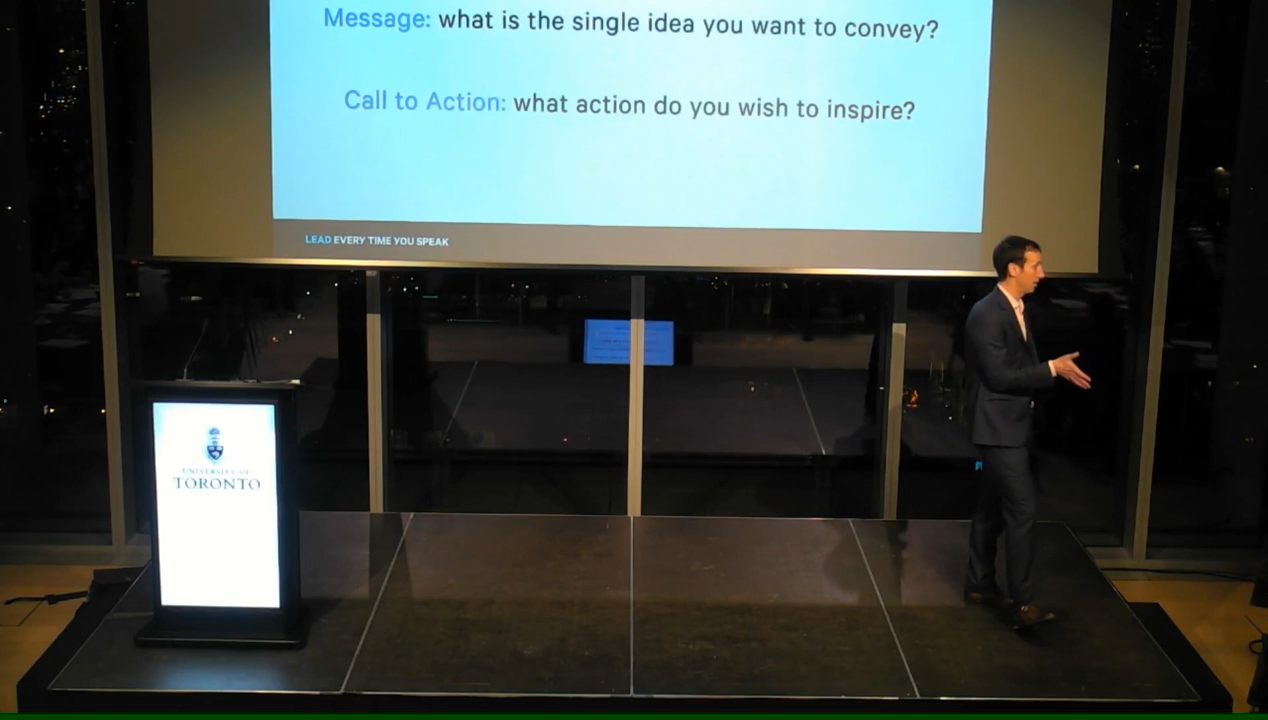 Message: what is the single idea you want to convey?
Call to Action: what action do you wish to inspire?
LEAD EVERY TIME YOU SPEAK
UNIVERSITY OF
TORONTO